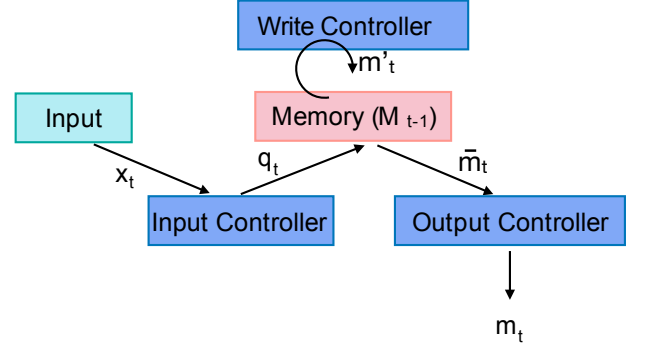 Write Controller
m't
Input
Memory (M t-1)
xt
qt
m̄t
Input Controller
Output Controller
mt